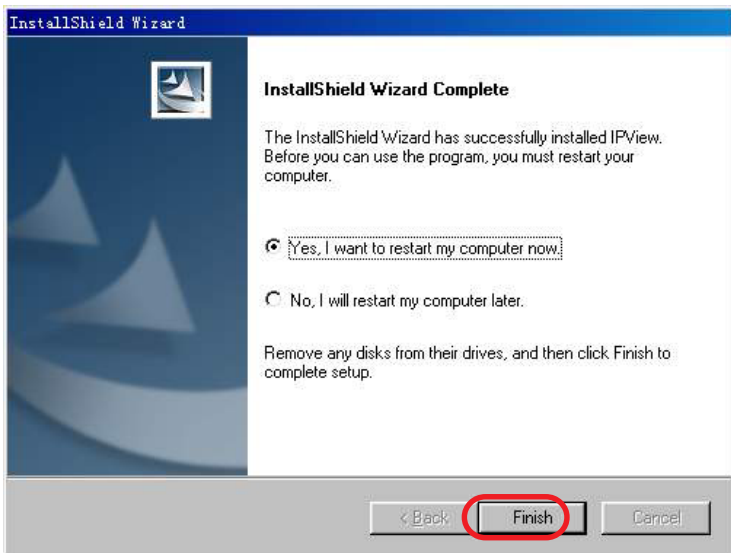 InstallShield Wizard
InstallShield Wizard Complete
The InstallShield Wizard has successfully installed IPView.
Before you can use the program, you must restart your
computer.
Yes, I want to restart my computer now.
No, I will restart my computer later.
Remove any disks from their drives, and then click Finish to
complete setup.
< Back Finish Cancel